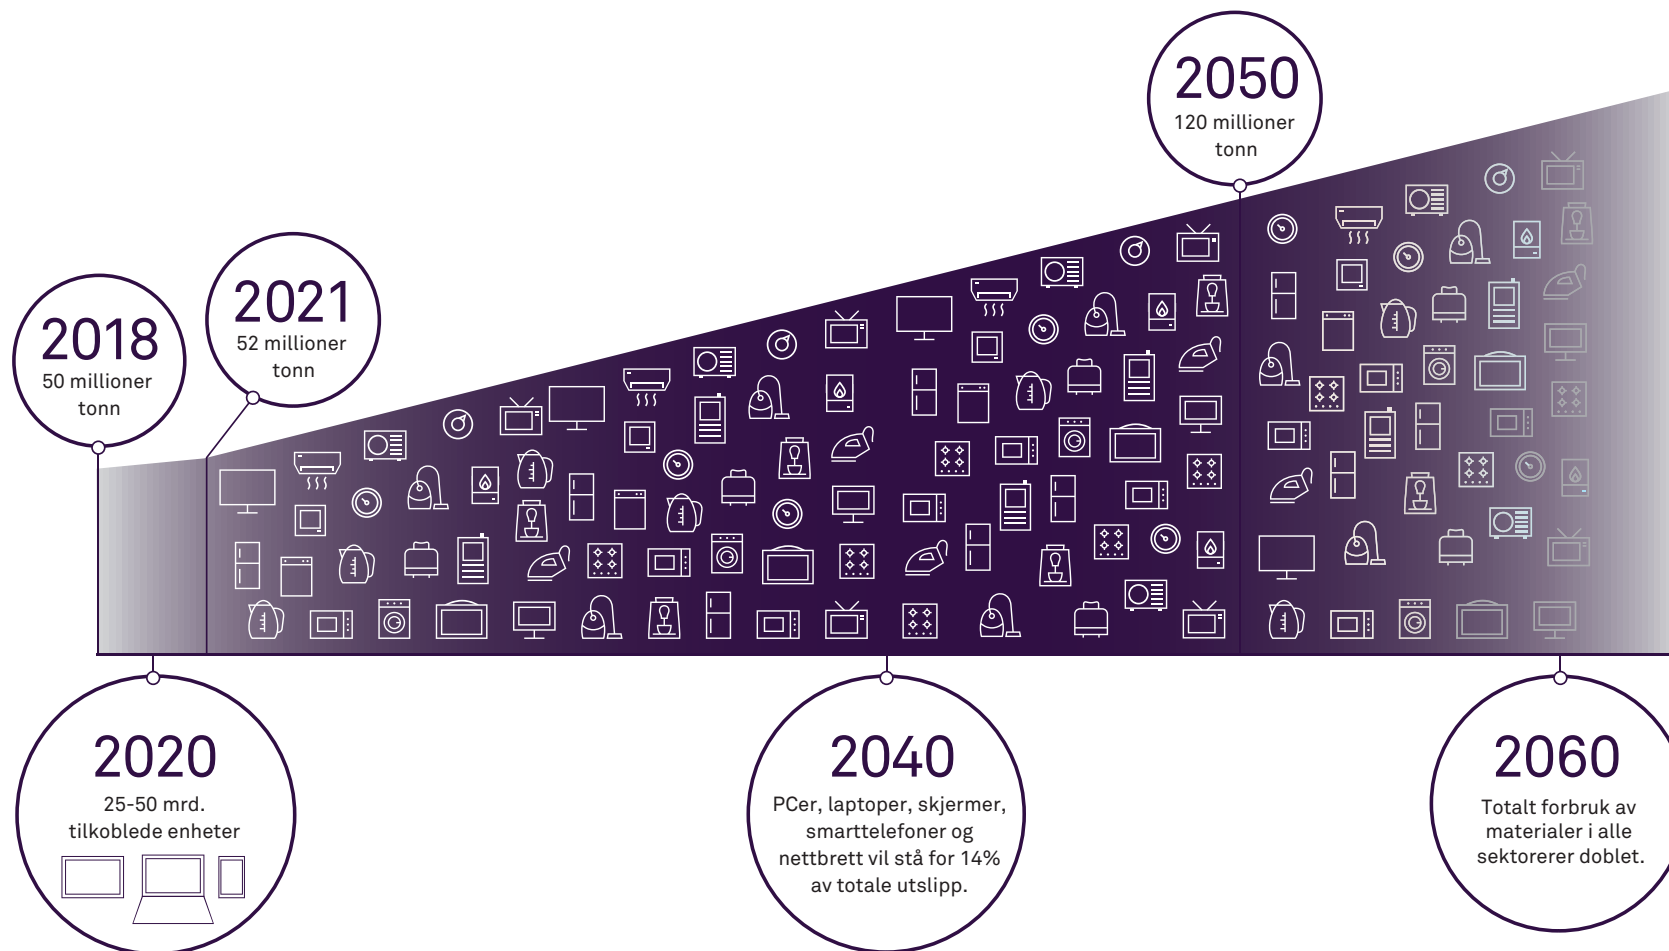 2018
50 millioner
tonn
2021
52 millioner
tonn
2050
120 millioner
tonn
2020
25-50 mrd.
tilkoblede enheter
2040
PCer, laptoper, skjermer,
smarttelefoner og
nettbrett vil stå for 14%
av totale utslipp.
2060
Totalt forbruk av
materialer i alle
sektorerer doblet.